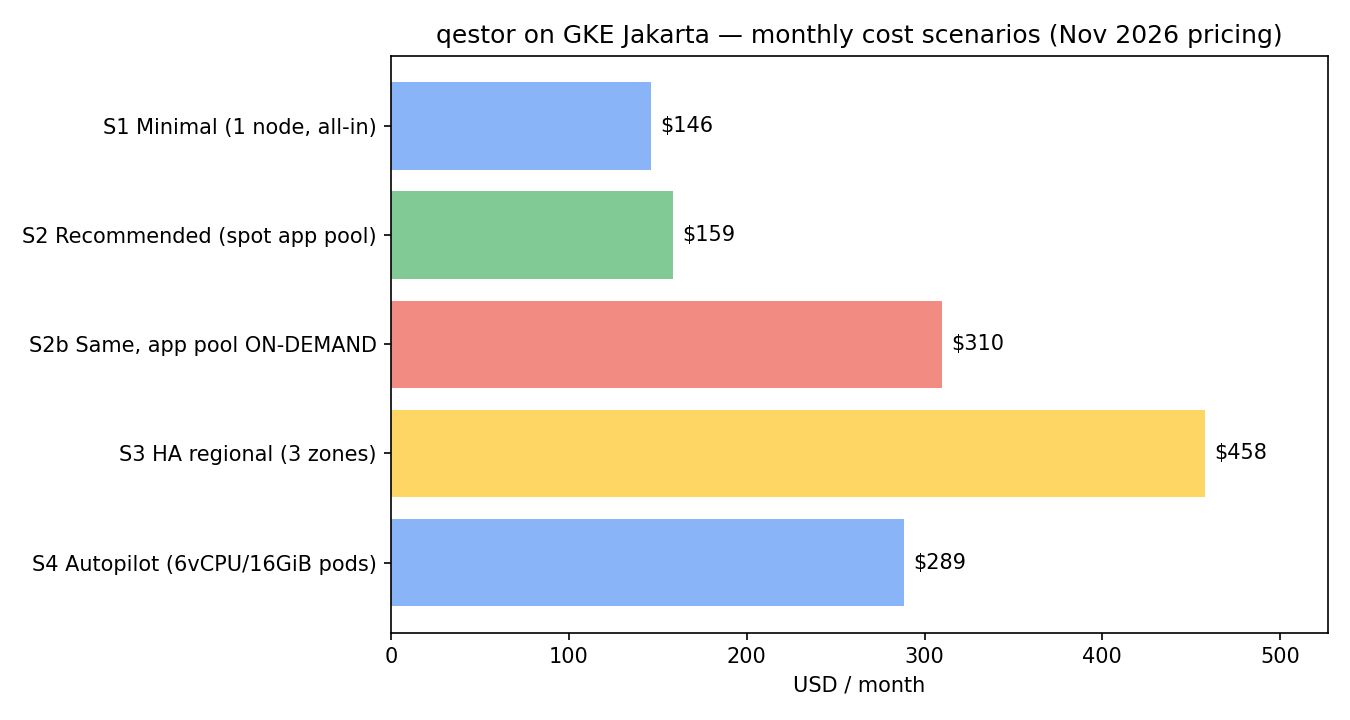 qestor on GKE Jakarta — monthly cost scenarios (Nov 2026 pricing)
S1 Minimal (1 node, all-in)
$146
S2 Recommended (spot app pool)
$159
S2b Same, app pool ON-DEMAND
$310
S3 HA regional (3 zones)
$458
S4 Autopilot (6vCPU/16GiB pods)
$289
0 100 200 300 400 500
USD / month